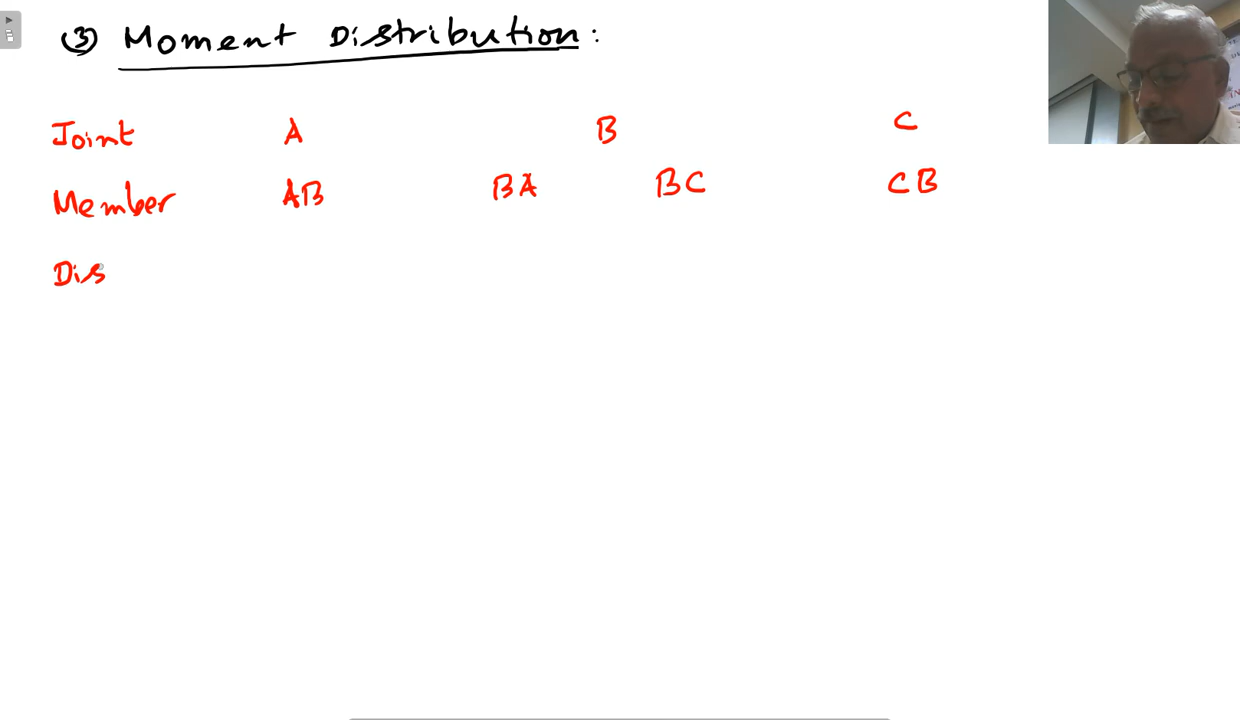 (3) Moment Distribution :
Joint A B C
Member AB BA BC CB
Dis